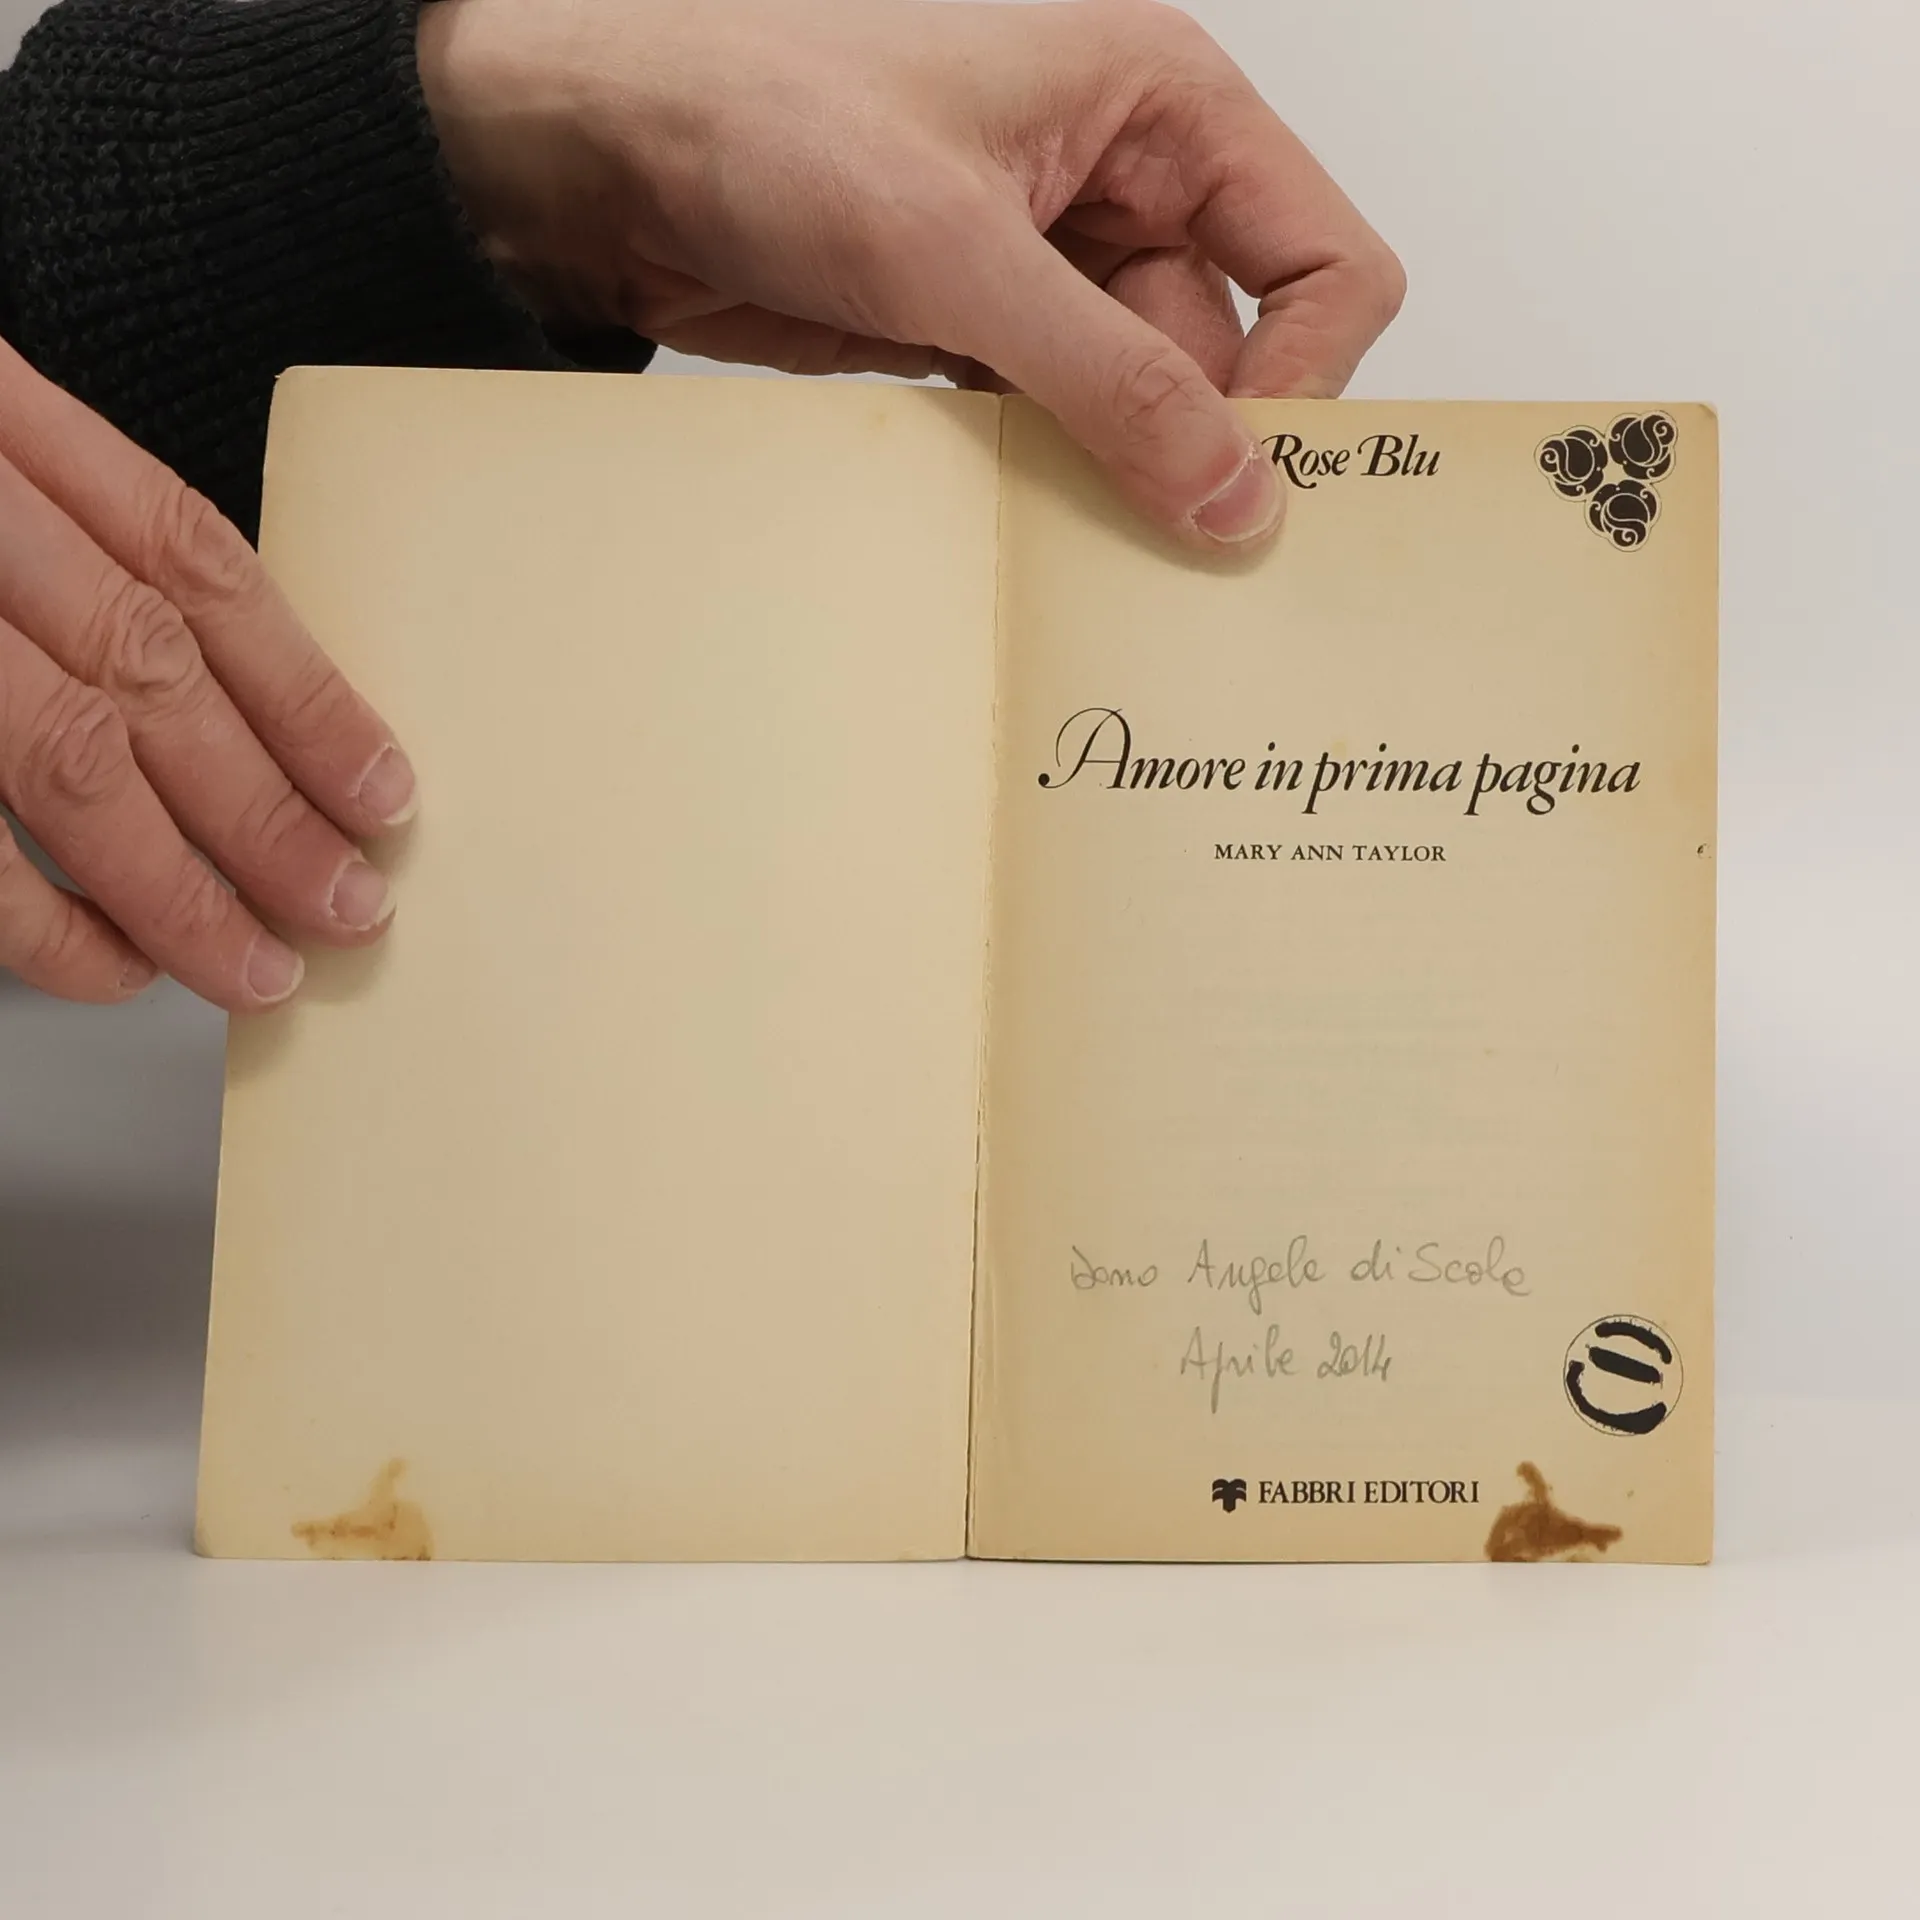 Rose Blu
Amore in prima pagina
MARY ANN TAYLOR
Dono Angela di Scola
Aprile 2014
FABBRI EDITORI